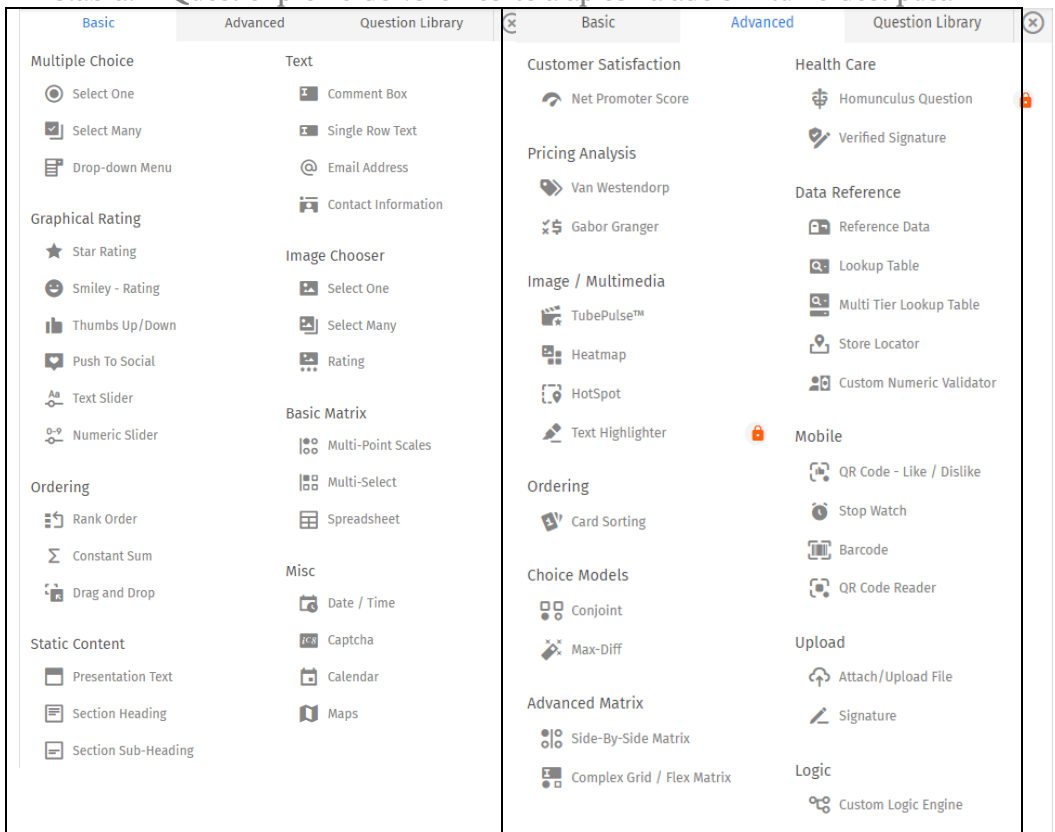 Basic
Advanced
Question Library
Multiple Choice
Select One
Select Many
Drop-down Menu
Graphical Rating
Star Rating
Smiley - Rating
Thumbs Up/Down
Push To Social
Aa
Text Slider
0-9
Numeric Slider
Ordering
Rank Order
Σ
Constant Sum
Drag and Drop
Static Content
Presentation Text
Section Heading
Section Sub-Heading
Text
Comment Box
Single Row Text
@
Email Address
Contact Information
Image Chooser
Select One
Select Many
Rating
Basic Matrix
Multi-Point Scales
Multi-Select
Spreadsheet
Misc
Date / Time
Captcha
Calendar
Maps
Basic
Advanced
Question Library
Customer Satisfaction
Net Promoter Score
Pricing Analysis
Van Westendorp
Gabor Granger
Image / Multimedia
TubePulse™
Heatmap
HotSpot
Text Highlighter
Ordering
Card Sorting
Choice Models
Conjoint
Max-Diff
Advanced Matrix
Side-By-Side Matrix
Complex Grid / Flex Matrix
Health Care
Homunculus Question
Verified Signature
Data Reference
Reference Data
Lookup Table
Multi Tier Lookup Table
Store Locator
Custom Numeric Validator
Mobile
QR Code - Like / Dislike
Stop Watch
Barcode
QR Code Reader
Upload
Attach/Upload File
Signature
Logic
Custom Logic Engine